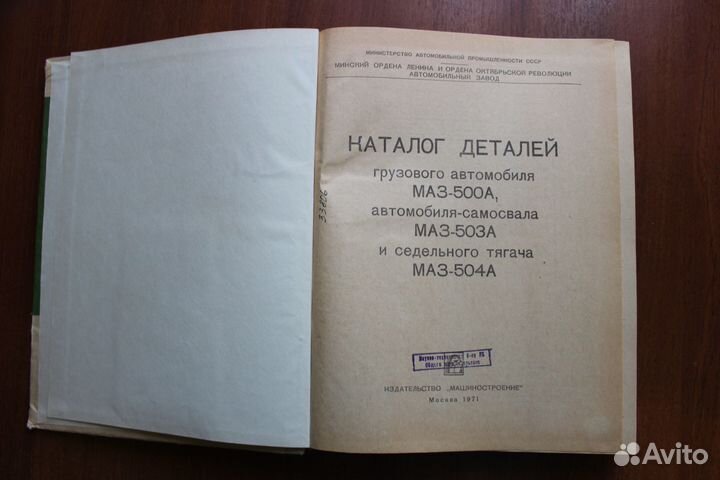 МИНИСТЕРСТВО АВТОМОБИЛЬНОЙ ПРОМЫШЛЕННОСТИ СССР
МИНСКИЙ ОРДЕНА ЛЕНИНА И ОРДЕНА ОКТЯБРЬСКОЙ РЕВОЛЮЦИИ
АВТОМОБИЛЬНЫЙ ЗАВОД
КАТАЛОГ ДЕТАЛЕЙ
грузового автомобиля
МАЗ-500А,
автомобиля-самосвала
МАЗ-503А
и седельного тягача
МАЗ-504А
33806
ИЗДАТЕЛЬСТВО „МАШИНОСТРОЕНИЕ"
Москва 1971
Avito